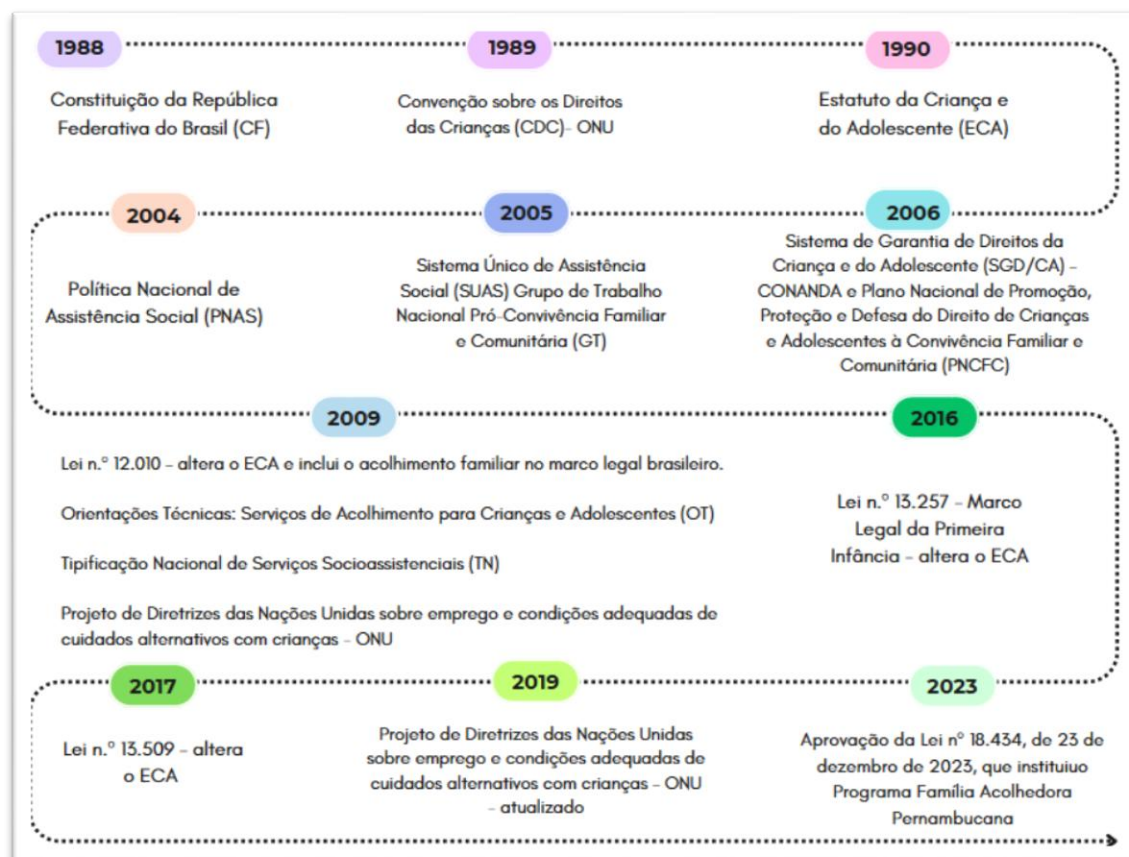 1988
Constituição da República
Federativa do Brasil (CF)
1989
Convenção sobre os Direitos
das Crianças (CDC)- ONU
1990
Estatuto da Criança e
do Adolescente (ECA)
2004
Política Nacional de
Assistência Social (PNAS)
2005
Sistema Único de Assistência
Social (SUAS) Grupo de Trabalho
Nacional Pró-Convivência Familiar
e Comunitária (GT)
2006
Sistema de Garantia de Direitos da
Criança e do Adolescente (SGD/CA) –
CONANDA e Plano Nacional de Promoção,
Proteção e Defesa do Direito de Crianças
e Adolescentes à Convivência Familiar e
Comunitária (PNCFC)
2009
Lei n.º 12.010 – altera o ECA e inclui o acolhimento familiar no marco legal brasileiro.
Orientações Técnicas: Serviços de Acolhimento para Crianças e Adolescentes (OT)
Tipificação Nacional de Serviços Socioassistenciais (TN)
Projeto de Diretrizes das Nações Unidas sobre emprego e condições adequadas de
cuidados alternativos com crianças – ONU
2016
Lei n.º 13.257 – Marco
Legal da Primeira
Infância – altera o ECA
2017
Lei n.º 13.509 – altera
o ECA
2019
Projeto de Diretrizes das Nações Unidas
sobre emprego e condições adequadas de
cuidados alternativos com crianças – ONU
– atualizado
2023
Aprovação da Lei nº 18.434, de 23 de
dezembro de 2023, que instituiuo
Programa Família Acolhedora
Pernambucana